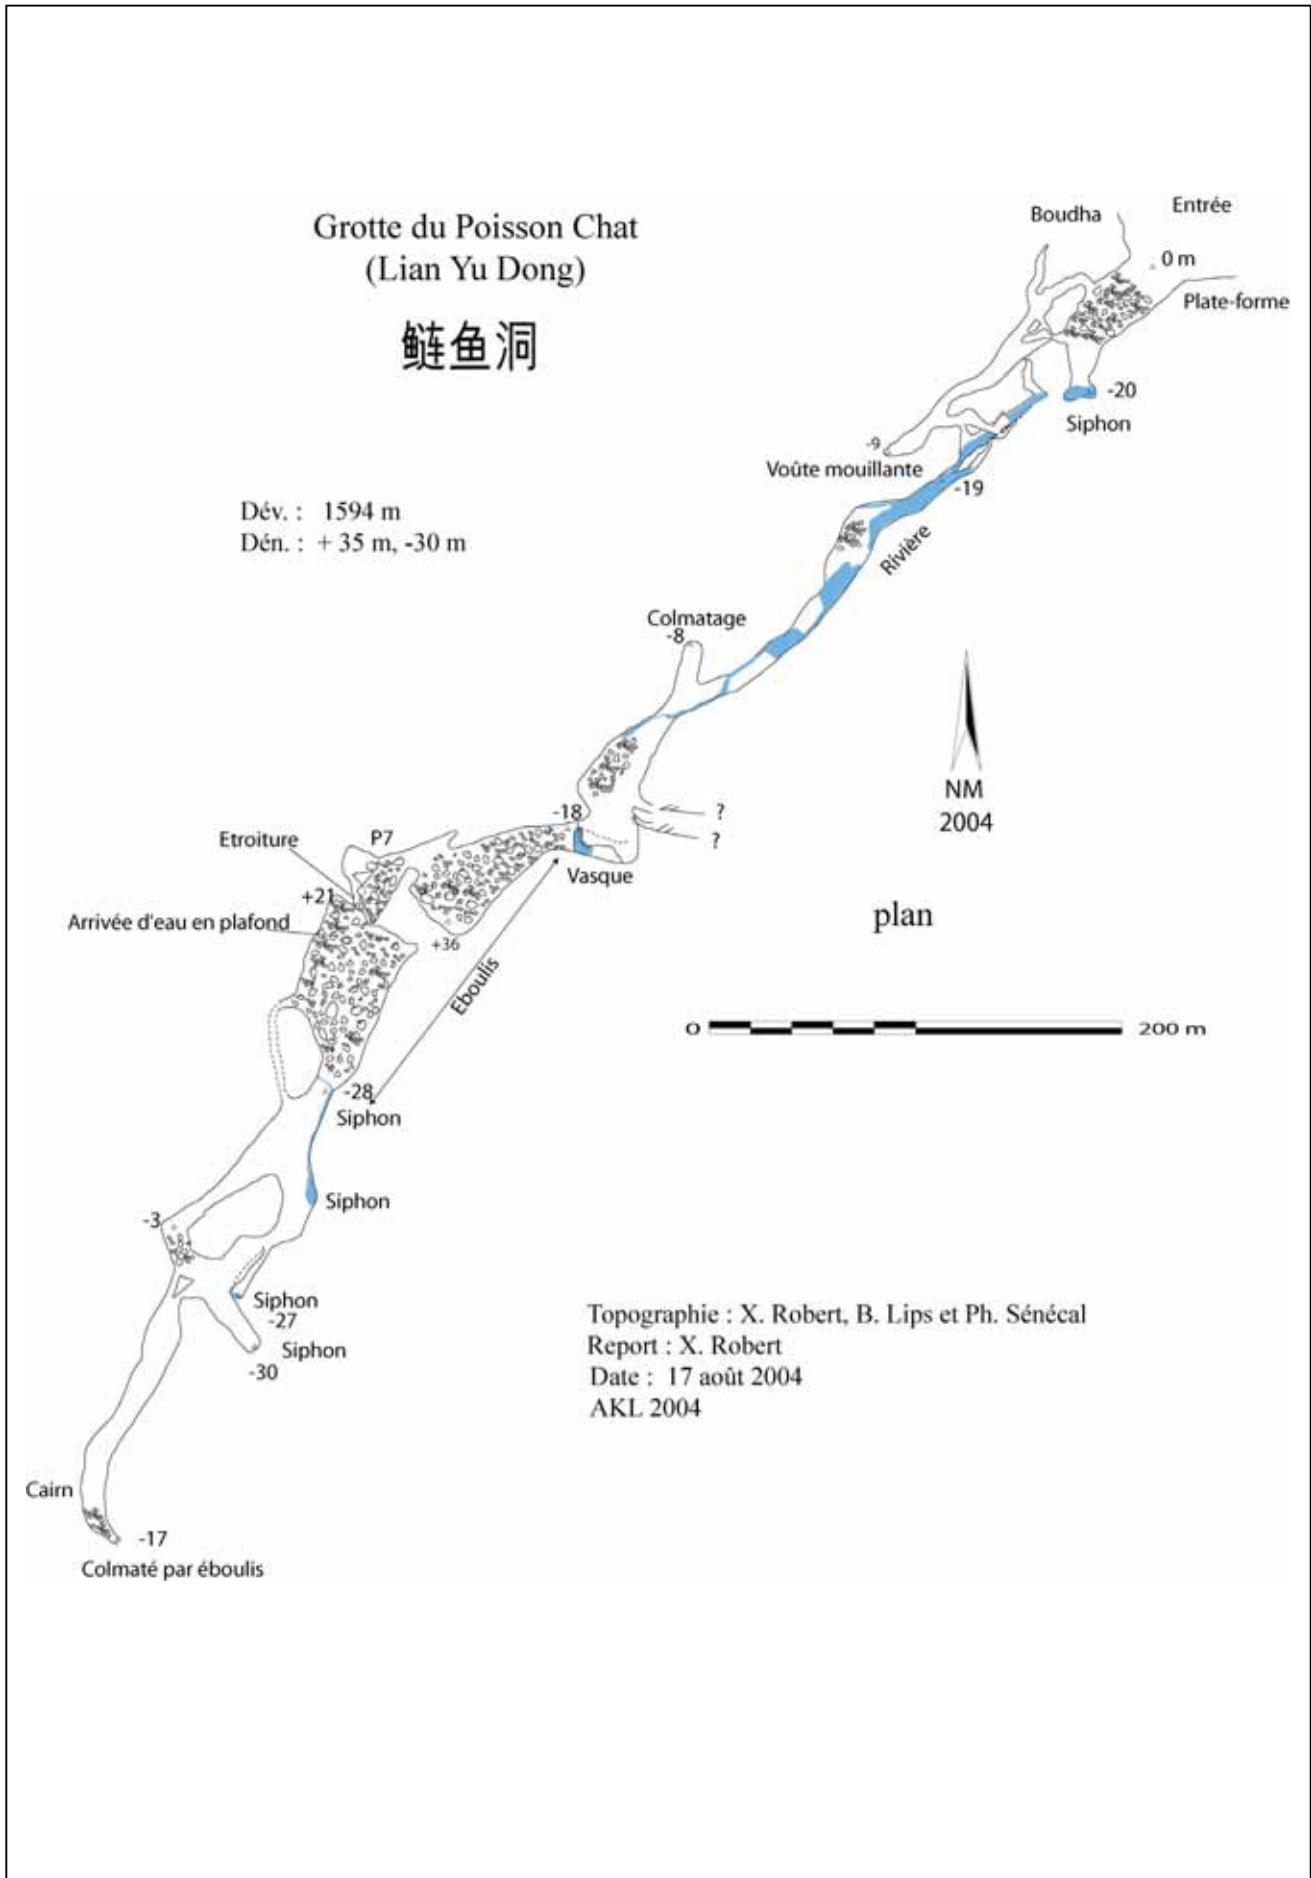 Grotte du Poisson Chat
(Lian Yu Dong)
鲢鱼洞
Boudha
Entrée
0 m
Plate-forme
-20
Siphon
-9
Voûte mouillante
-19
Rivière
Dév. : 1594 m
Dén. : + 35 m, -30 m
Colmatage
-8
NM
2004
-18
?
?
Vasque
Etroiture
P7
+21
Arrivée d'eau en plafond
+36
Eboulis
plan
0
200 m
-28
Siphon
Siphon
-3
Siphon
-27
Siphon
-30
Topographie : X. Robert, B. Lips et Ph. Sénécal
Report : X. Robert
Date : 17 août 2004
AKL 2004
Cairn
-17
Colmaté par éboulis